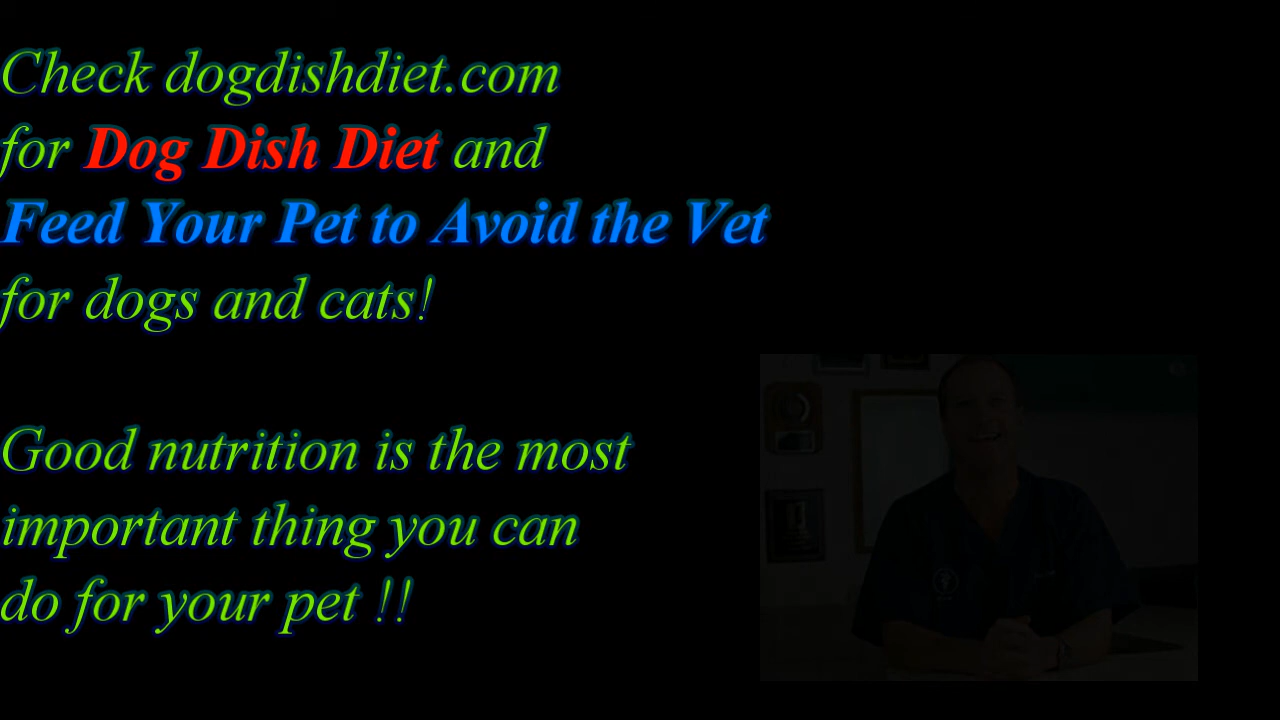 Check dogdishdiet.com
for Dog Dish Diet and
Feed Your Pet to Avoid the Vet
for dogs and cats!
Good nutrition is the most
important thing you can
do for your pet !!